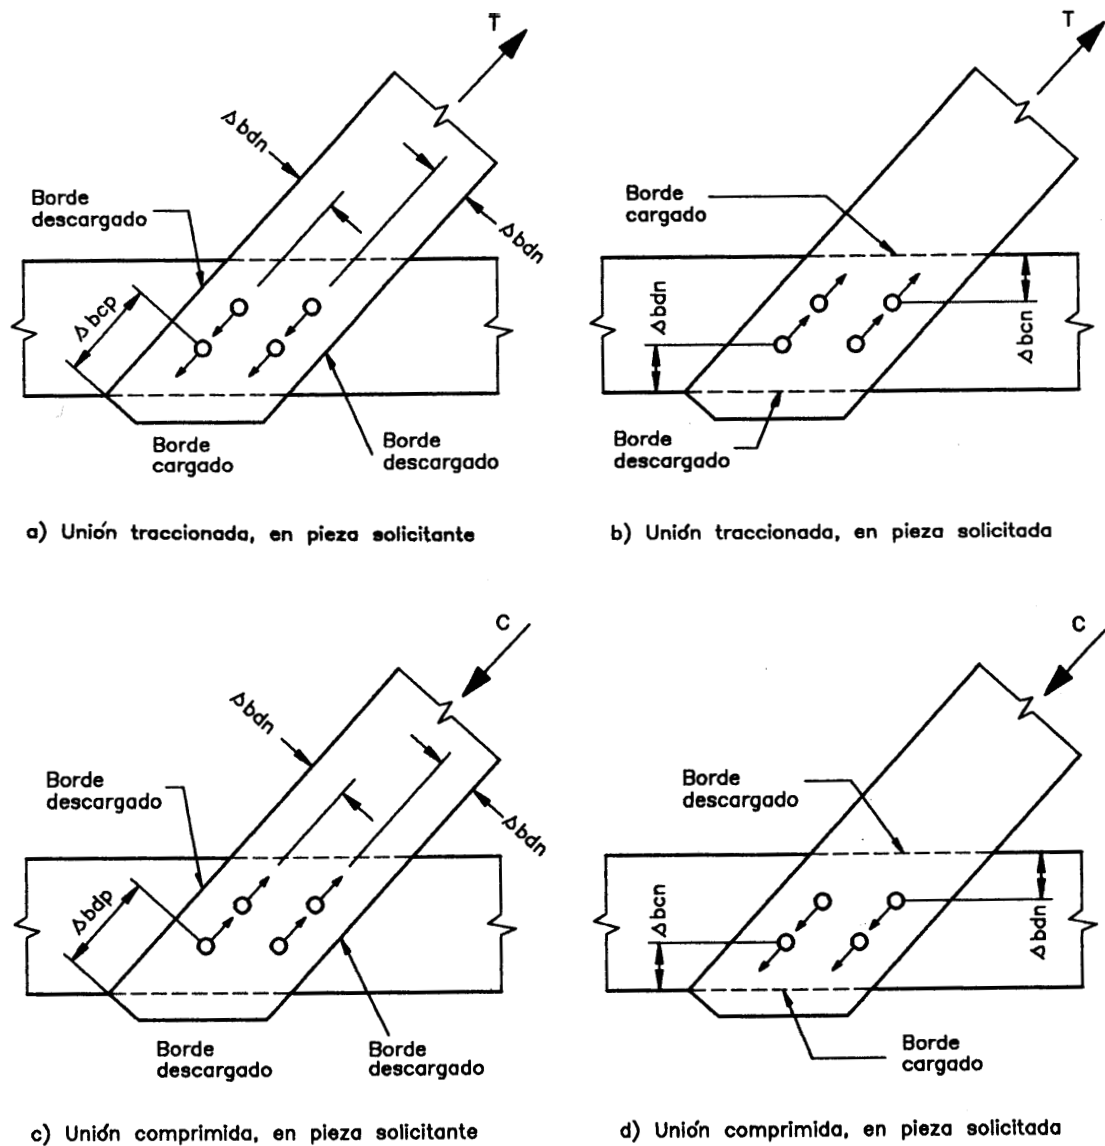 T
Δbdn
Borde
descargado
Δbdn
Δbcp
Borde
cargado
Borde
descargado
a) Unión traccionada, en pieza solicitante
T
Borde
cargado
Δbdn
Δbcn
Borde
descargado
b) Unión traccionada, en pieza solicitada
C
Δbdn
Borde
descargado
Δbdn
Δbdp
Borde
descargado
Borde
descargado
c) Unión comprimida, en pieza solicitante
C
Borde
descargado
Δbcn
Δbdn
Borde
cargado
d) Unión comprimida, en pieza solicitada